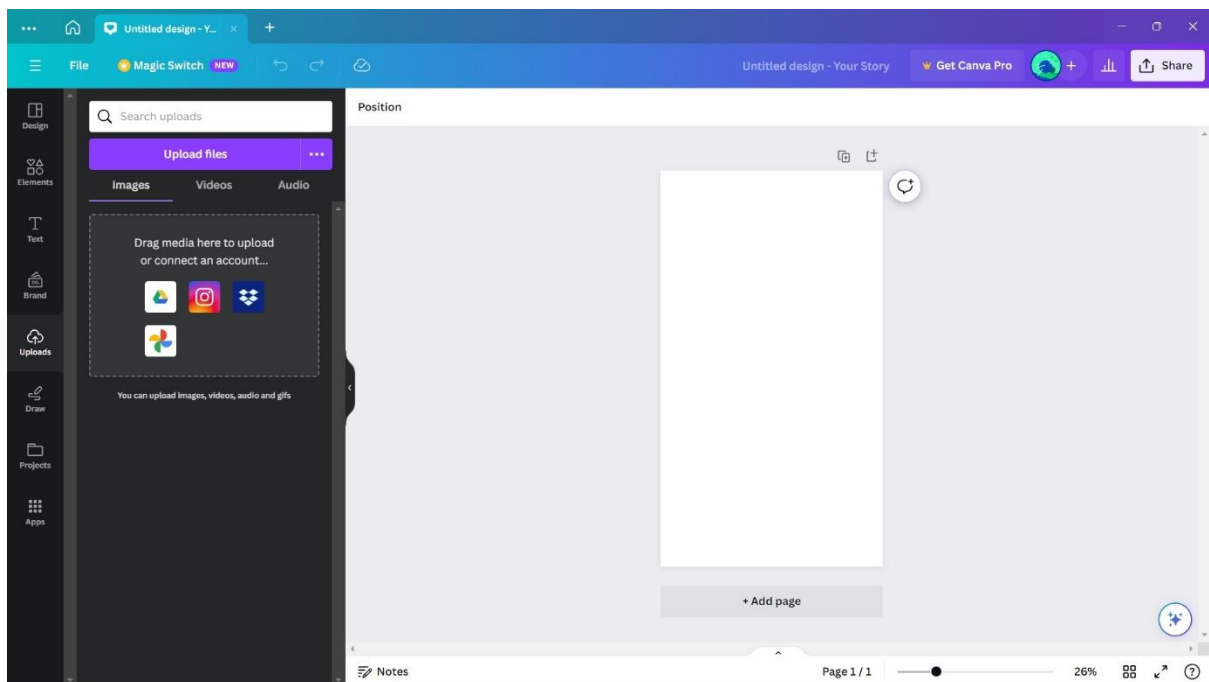 Untitled design - Y...
File
Magic Switch NEW
Untitled design - Your Story
Get Canva Pro
Share
Design
Elements
Text
CO.
Brand
Uploads
Draw
Projects
Apps
Search uploads
Upload files
Images Videos Audio
Drag media here to upload
or connect an account...
You can upload images, videos, audio and gifs
Position
+ Add page
Notes
Page 1 / 1
26%